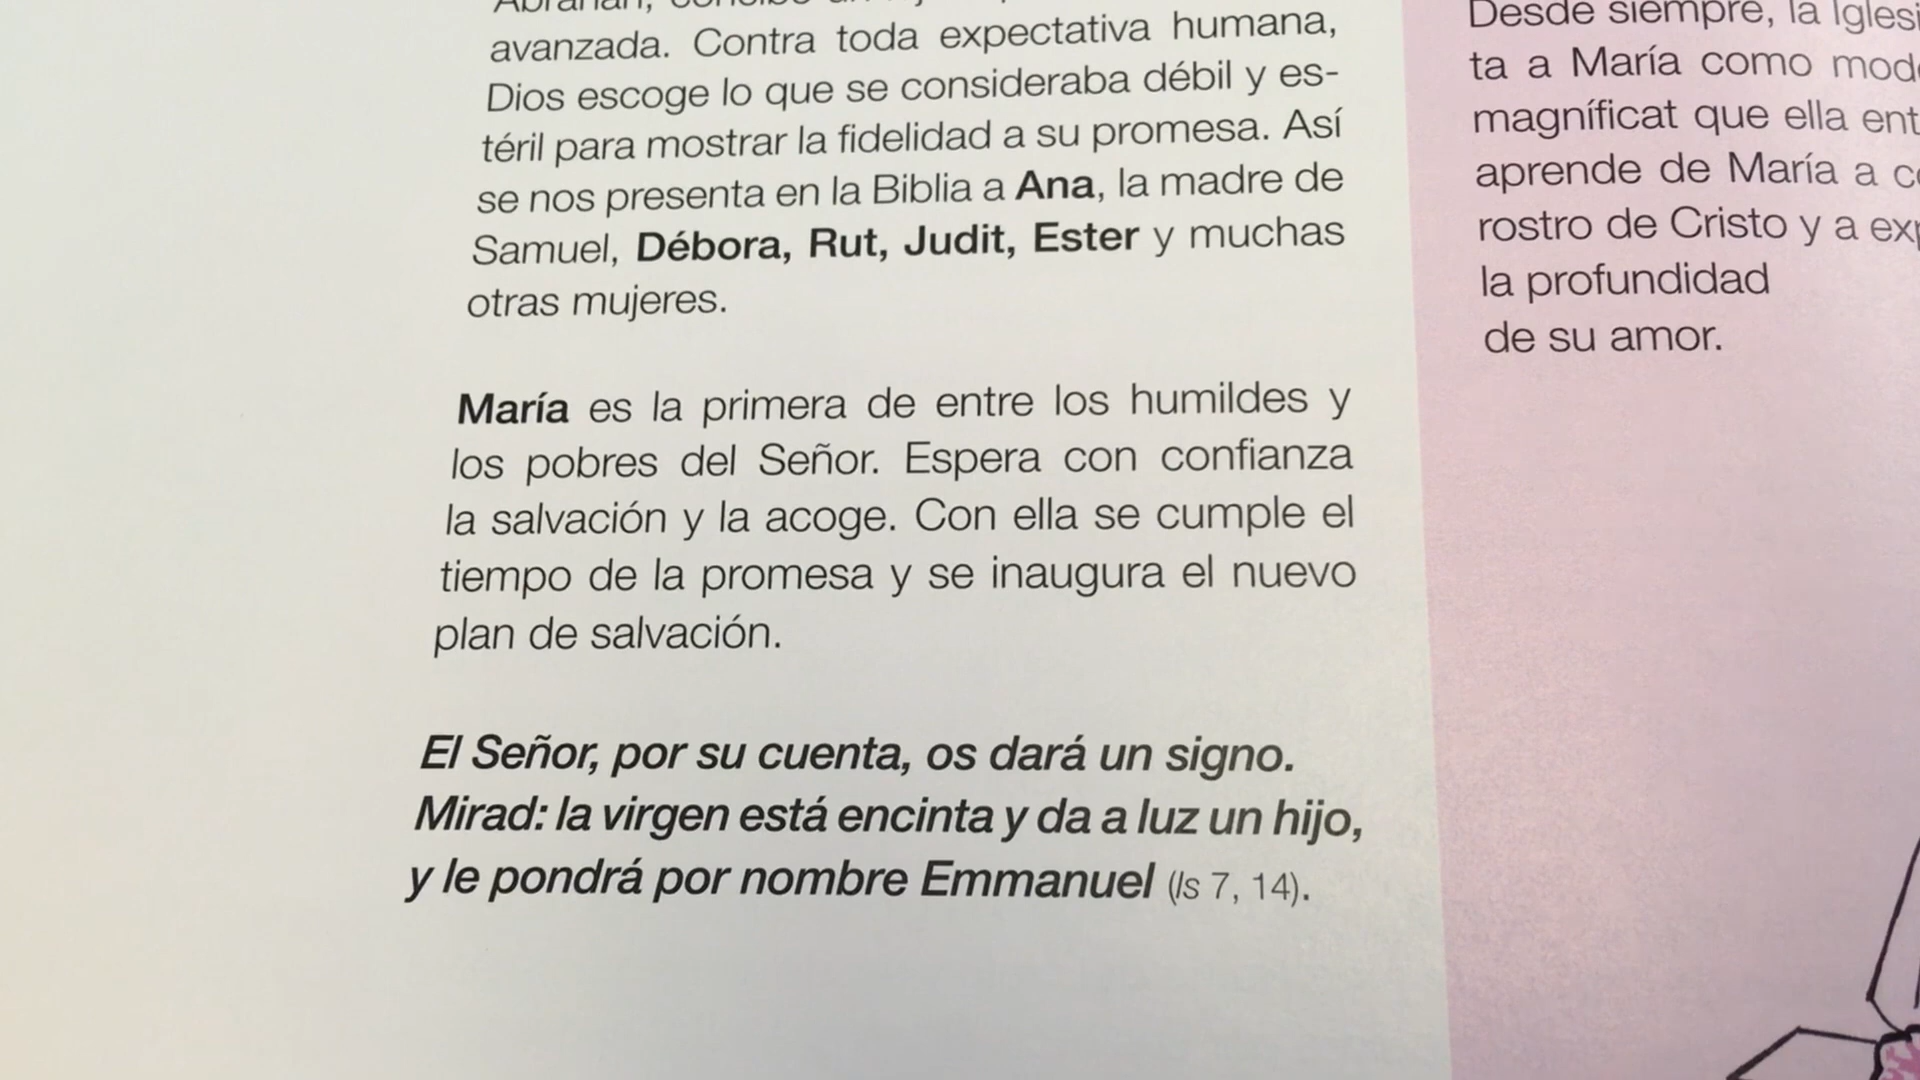 avanzada. Contra toda expectativa humana,
Dios escoge lo que se consideraba débil y es-
téril para mostrar la fidelidad a su promesa. Así
se nos presenta en la Biblia a Ana, la madre de
Samuel, Débora, Rut, Judit, Ester y muchas
otras mujeres.
María es la primera de entre los humildes y
los pobres del Señor. Espera con confianza
la salvación y la acoge. Con ella se cumple el
tiempo de la promesa y se inaugura el nuevo
plan de salvación.
El Señor, por su cuenta, os dará un signo.
Mirad: la virgen está encinta y da a luz un hijo,
y le pondrá por nombre Emmanuel (Is 7, 14).
Desde siempre, la
ta a María como
magníficat que ella
aprende de María a
rostro de Cristo y a
la profundidad
de su amor.